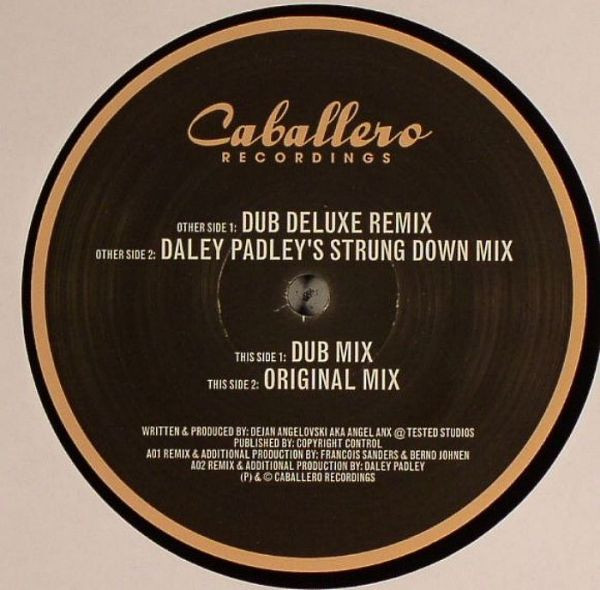 Caballero
RECORDINGS
OTHER SIDE 1: DUB DELUXE REMIX
OTHER SIDE 2: DALEY PADLEY'S STRUNG DOWN MIX
THIS SIDE 1: DUB MIX
THIS SIDE 2: ORIGINAL MIX
WRITTEN & PRODUCED BY: DEJAN ANGELOVSKI AKA ANGEL ANX @ TESTED STUDIOS
PUBLISHED BY: COPYRIGHT CONTROL
A01 REMIX & ADDITIONAL PRODUCTION BY: FRANCOIS SANDERS & BERND JOHNEN
A02 REMIX & ADDITIONAL PRODUCTION BY: DALEY PADLEY
(P) & © CABALLERO RECORDINGS